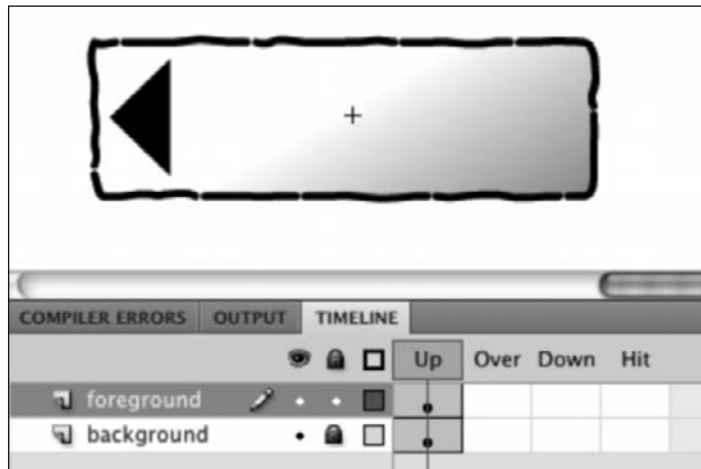 COMPILER ERRORS OUTPUT TIMELINE
Up Over Down Hit
foreground
background